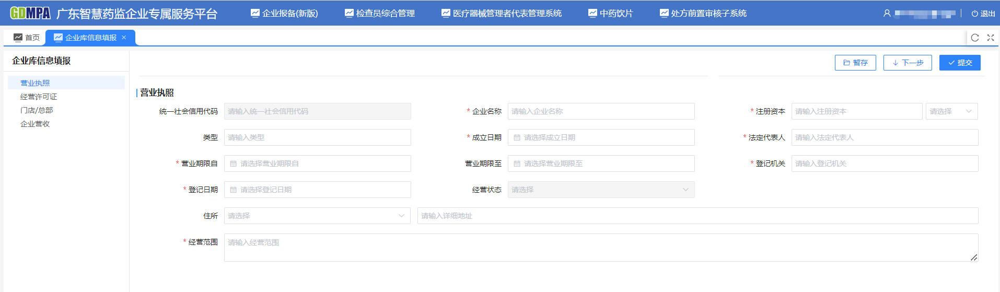 GDMPA 广东智慧药监企业专属服务平台 企业报备(新版) 检查员综合管理 医疗器械管理者代表管理系统 中药饮片 处方前置审核子系统 退出
首页 企业库信息填报 ×
企业库信息填报
暂存 下一步 提交
营业执照
经营许可证
门店/总部
企业营收
营业执照
统一社会信用代码 请输入统一社会信用代码 * 企业名称 请输入企业名称 * 注册资本 请输入注册资本 请选择
类型 请输入类型 * 成立日期 请选择成立日期 * 法定代表人 请输入法定代表人
* 营业期限自 请选择营业期限自 营业期限至 请选择营业期限至 * 登记机关 请输入登记机关
* 登记日期 请选择登记日期 经营状态 请选择
住所 请选择 请输入详细地址
* 经营范围 请输入经营范围